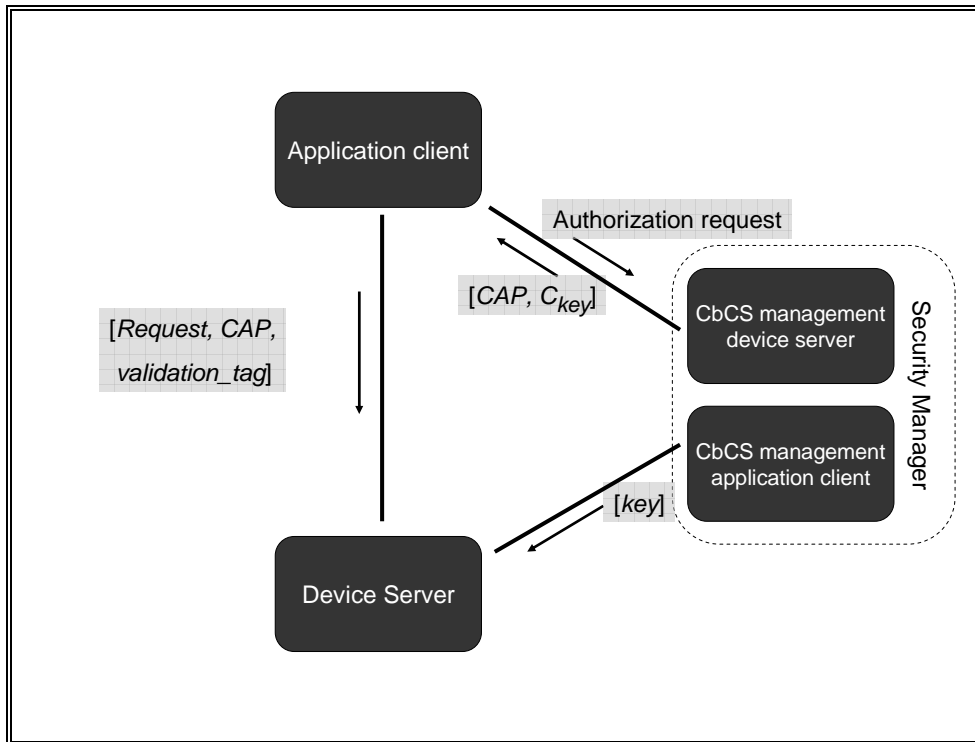 Application client
Authorization request
[CAP, Ckey]
CbCS management
device server
Security Manager
[Request, CAP,
validation_tag]
CbCS management
application client
[key]
Device Server